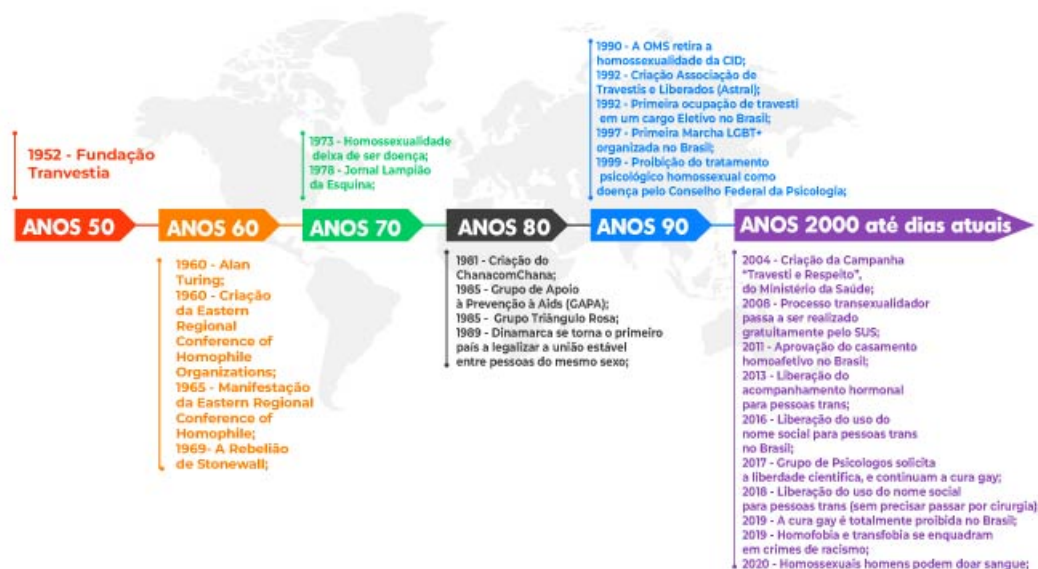 1952 - Fundação
Tranvestia
ANOS 50
ANOS 60
1960 - Alan
Turing;
1960 - Criação
da Eastern
Regional
Conference of
Homophile
Organizations;
1965 - Manifestação
da Eastern Regional
Conference of
Homophile;
1969- A Rebelião
de Stonewall;
1973 - Homossexualidade
deixa de ser doença;
1978 - Jornal Lampião
da Esquina;
ANOS 70
ANOS 80
1981 - Criação do
ChanacomChana;
1985 - Grupo de Apoio
à Prevenção à Aids (GAPA);
1985 - Grupo Triângulo Rosa;
1989 - Dinamarca se torna o primeiro
país a legalizar a união estável
entre pessoas do mesmo sexo;
1990 - A OMS retira a
homossexualidade da CID;
1992 - Criação Associação de
Travestis e Liberados (Astral);
1992 - Primeira ocupação de travesti
em um cargo Eletivo no Brasil;
1997 - Primeira Marcha LGBT+
organizada no Brasil;
1999 - Proibição do tratamento
psicológico homossexual como
doença pelo Conselho Federal da Psicologia;
ANOS 90
ANOS 2000 até dias atuais
2004 - Criação da Campanha
"Travesti e Respeito",
do Ministério da Saúde;
2008 - Processo transexualidador
passa a ser realizado
gratuitamente pelo SUS;
2011 - Aprovação do casamento
homoafetivo no Brasil;
2013 - Liberação do
acompanhamento hormonal
para pessoas trans;
2016 - Liberação do uso do
nome social para pessoas trans
no Brasil;
2017 - Grupo de Psicologos solicita
a liberdade científica, e continuam a cura gay;
2018 - Liberação do uso do nome social
para pessoas trans (sem precisar passar por cirurgia)
2019 - A cura gay é totalmente proibida no Brasil;
2019 - Homofobia e transfobia se enquadram
em crimes de racismo;
2020 - Homossexuais homens podem doar sangue;